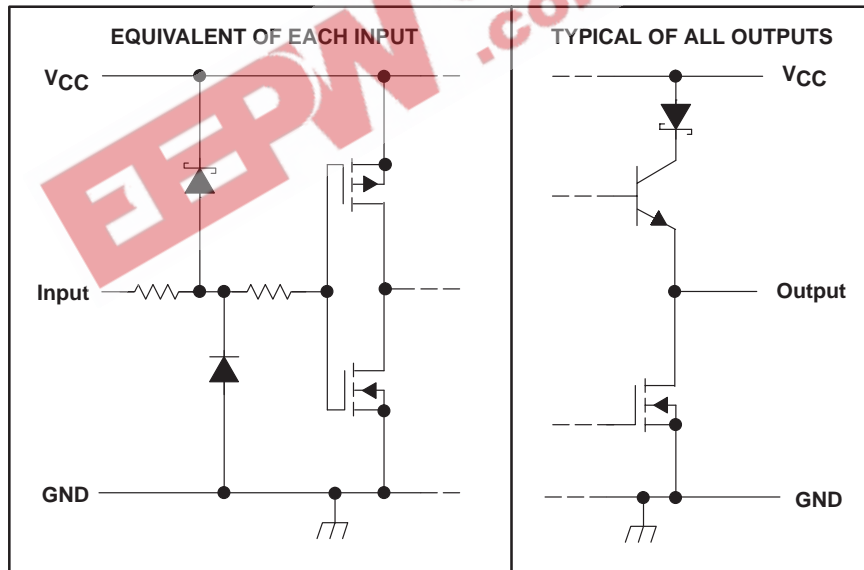 EQUIVALENT OF EACH INPUT
TYPICAL OF ALL OUTPUTS
VCC
VCC
Input
Output
GND
GND
EEPW
.co